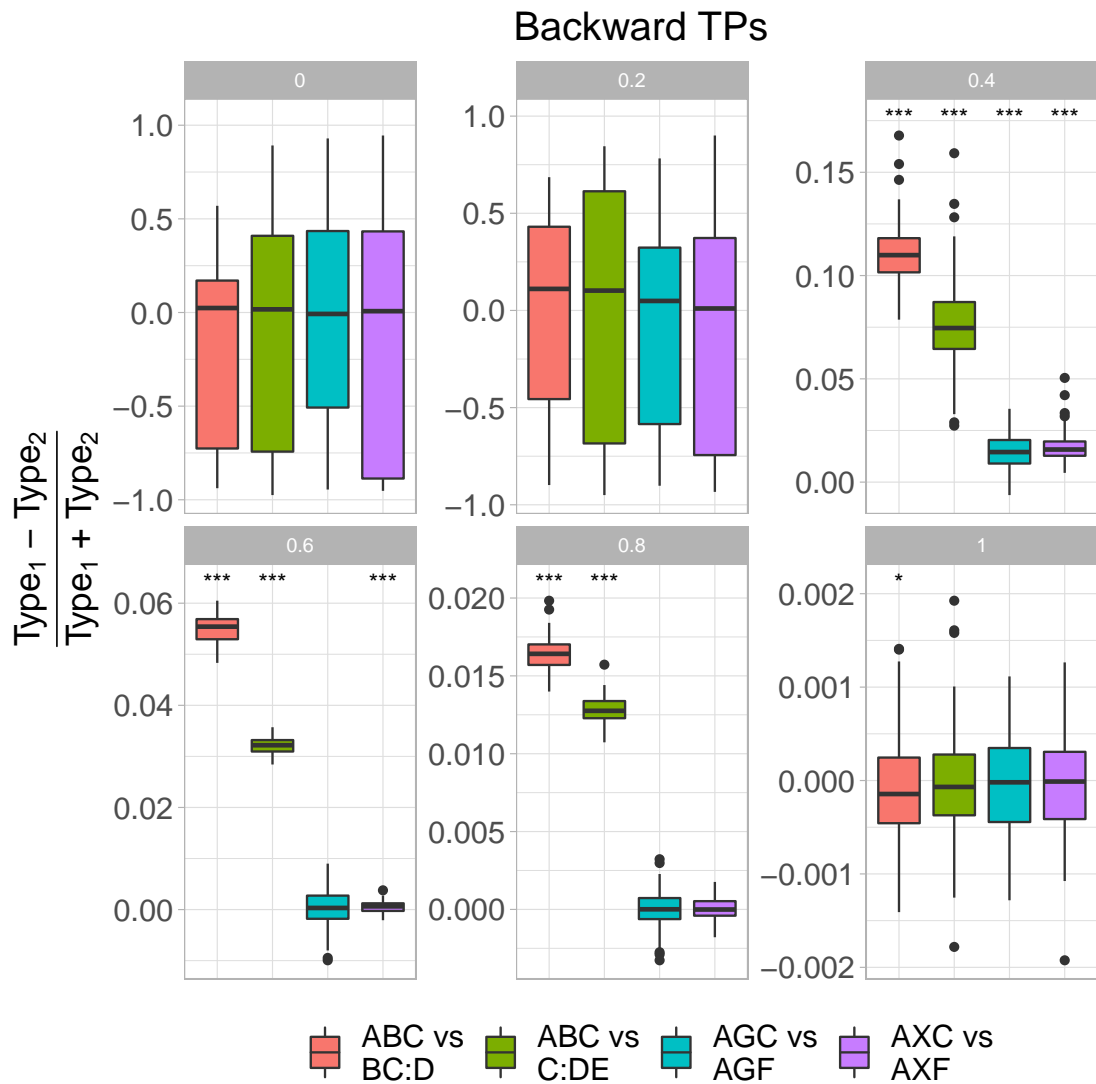 Backward TPs
0
0.2
0.4
1.0
0.5
0.0
−0.5
−1.0
1.0
0.5
0.0
−0.5
−1.0
*** *** *** ***
0.15
0.10
0.05
0.00
Type1 − Type2
Type1 + Type2
0.6
0.8
1
*** *** ***
0.06
0.04
0.02
0.00
*** ***
0.020
0.015
0.010
0.005
0.000
*
0.002
0.001
0.000
−0.001
−0.002
ABC vs
BC:D
ABC vs
C:DE
AGC vs
AGF
AXC vs
AXF